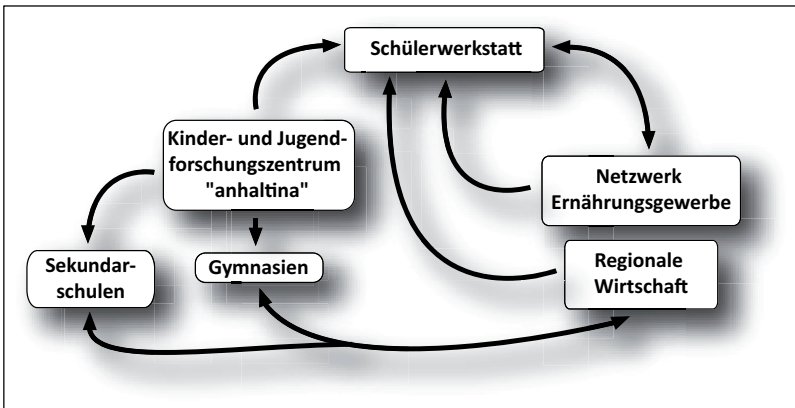 Schülerwerkstatt
Kinder- und Jugend-
forschungszentrum
"anhaltina"
Netzwerk
Ernährungsgewerbe
Sekundar-
schulen
Gymnasien
Regionale
Wirtschaft